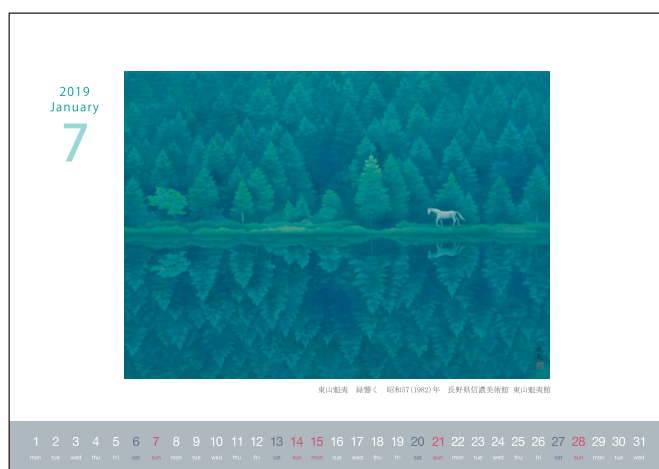 2019
January
7
東山魁夷 緑響く 昭和57(1982)年 長野県信濃美術館 東山魁夷館
1 2 3 4 5 6 7 8 9 10 11 12 13 14 15 16 17 18 19 20 21 22 23 24 25 26 27 28 29 30 31
mon tue wed thu fri sat sun mon tue wed thu fri sat sun mon tue wed thu fri sat sun mon tue wed thu fri sat sun mon tue wed